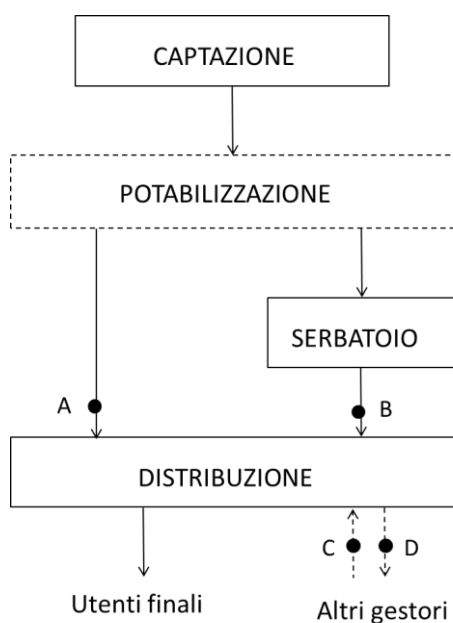 CAPTAZIONE
POTABILIZZAZIONE
SERBATOIO
A
B
DISTRIBUZIONE
C
D
Utenti finali
Altri gestori